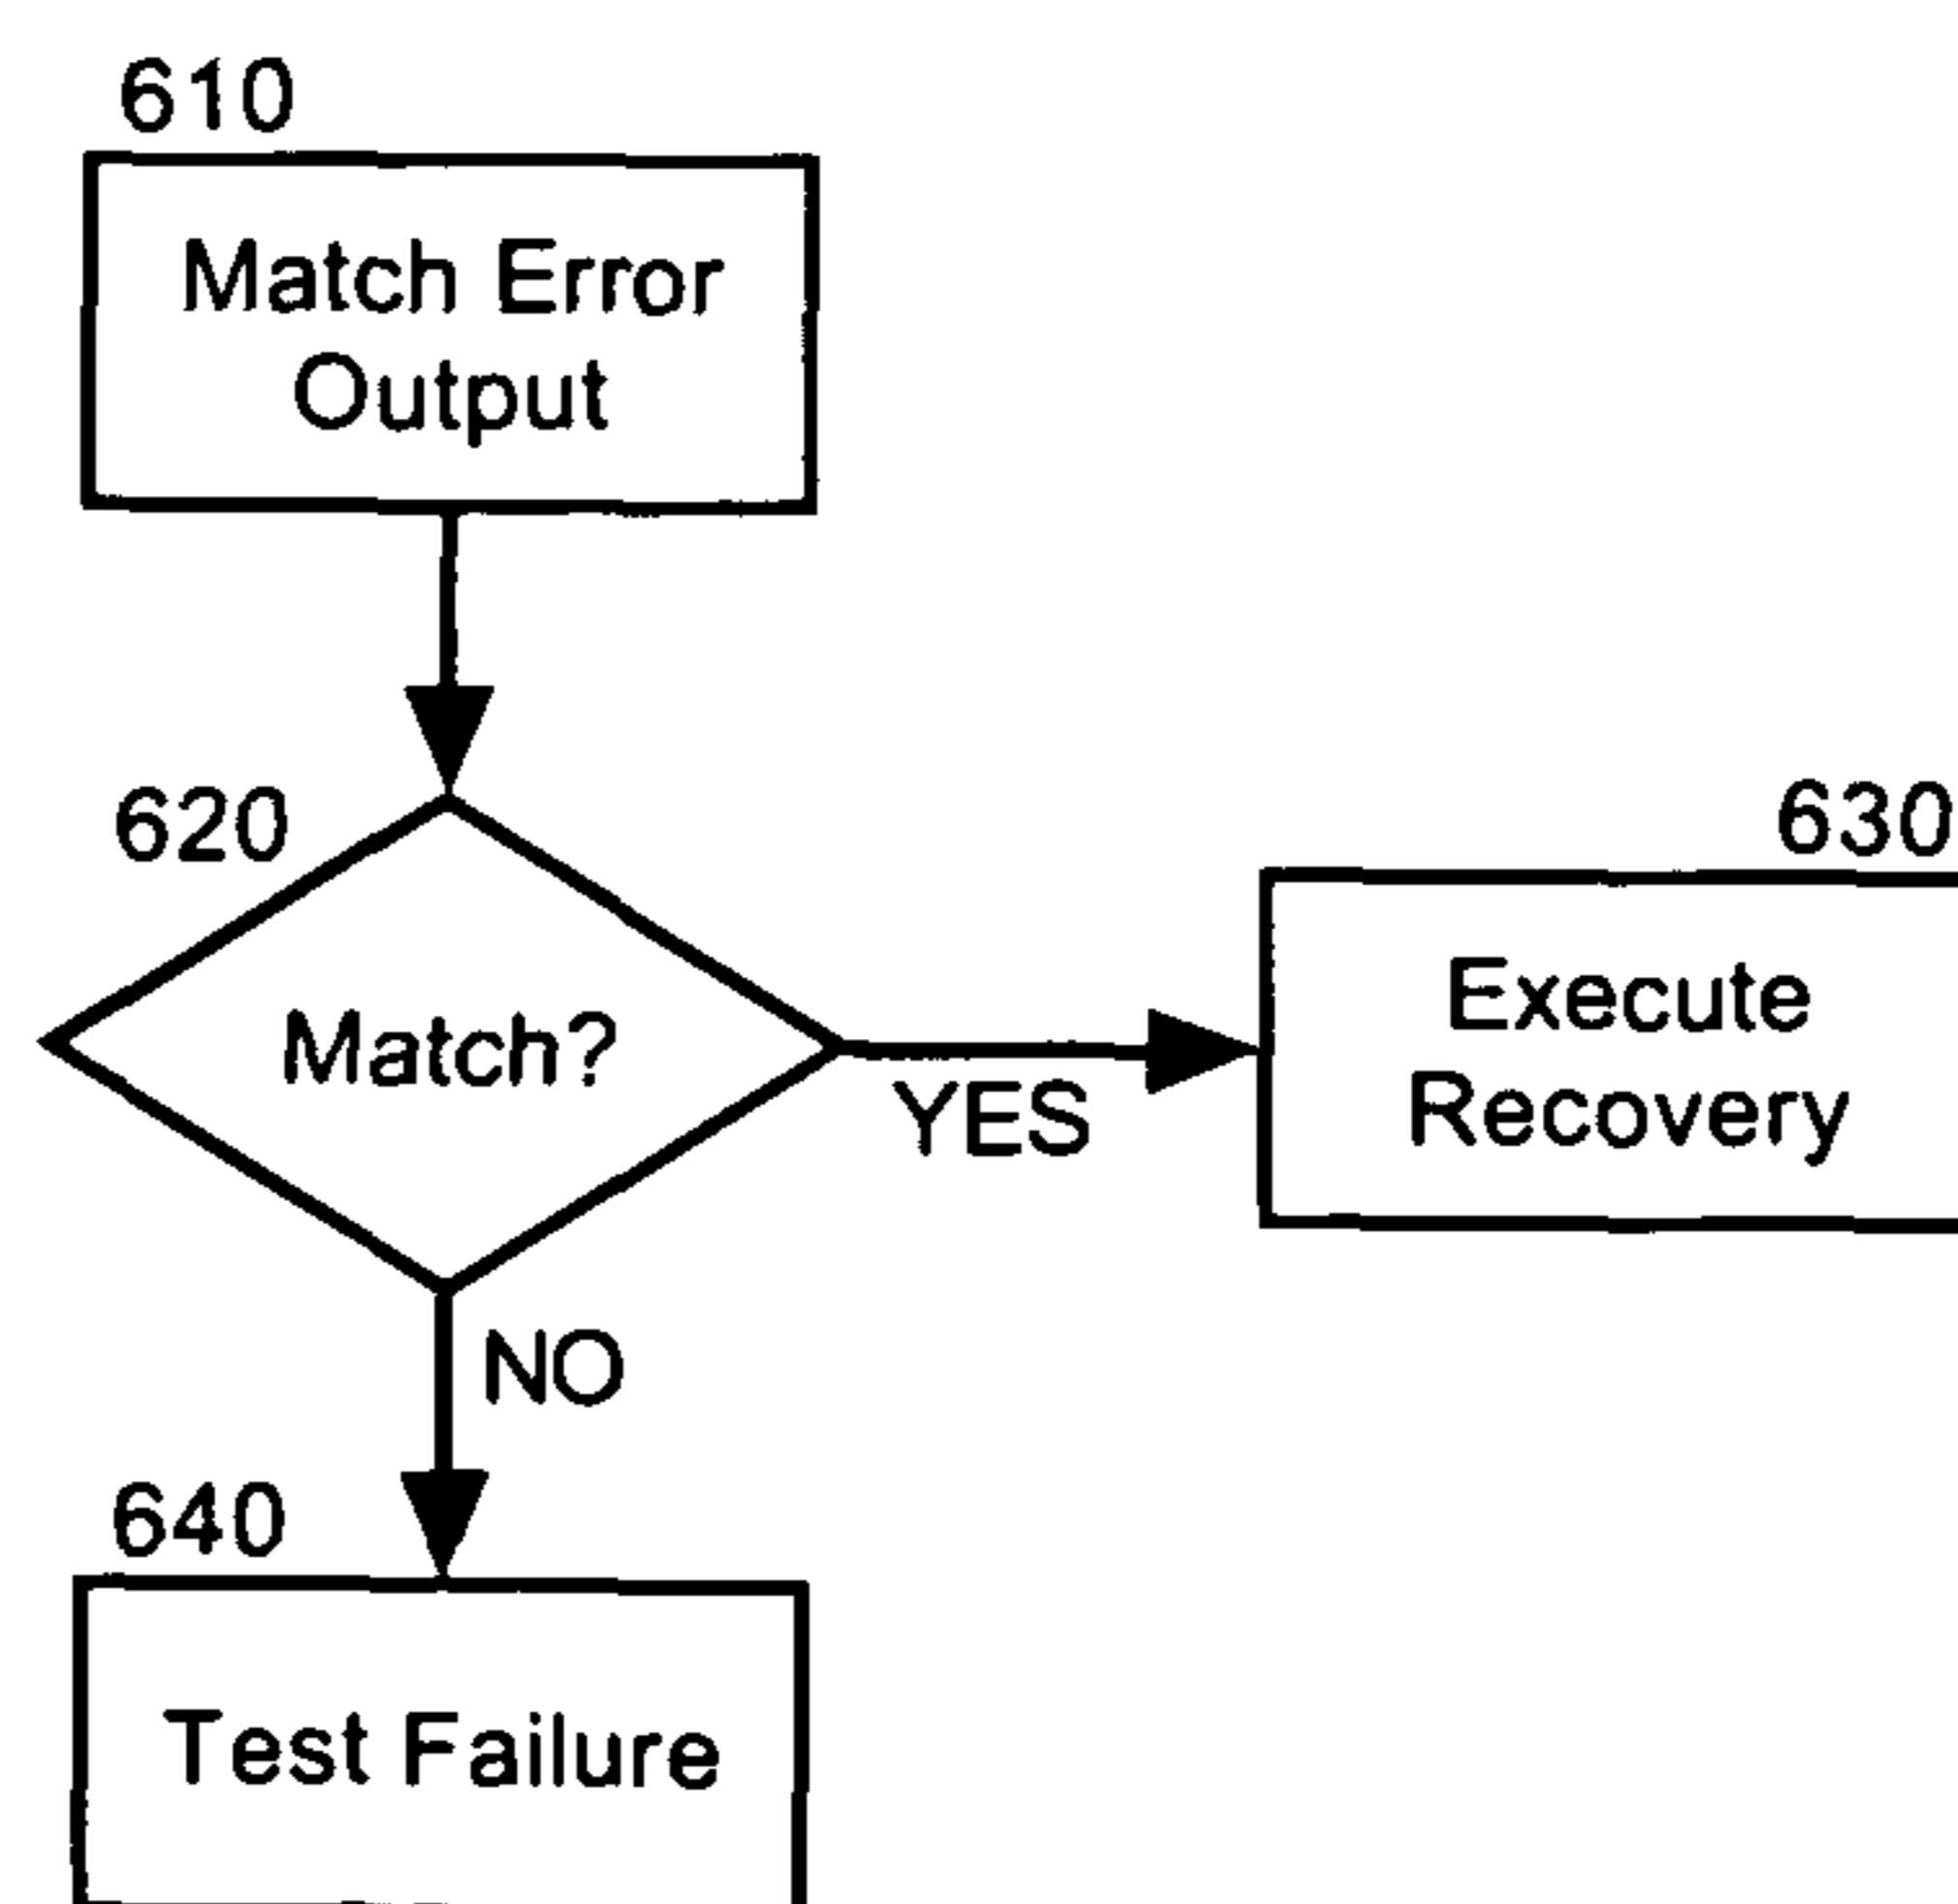 610
Match Error
Output
620
Match?
YES
630
Execute
Recovery
NO
640
Test Failure